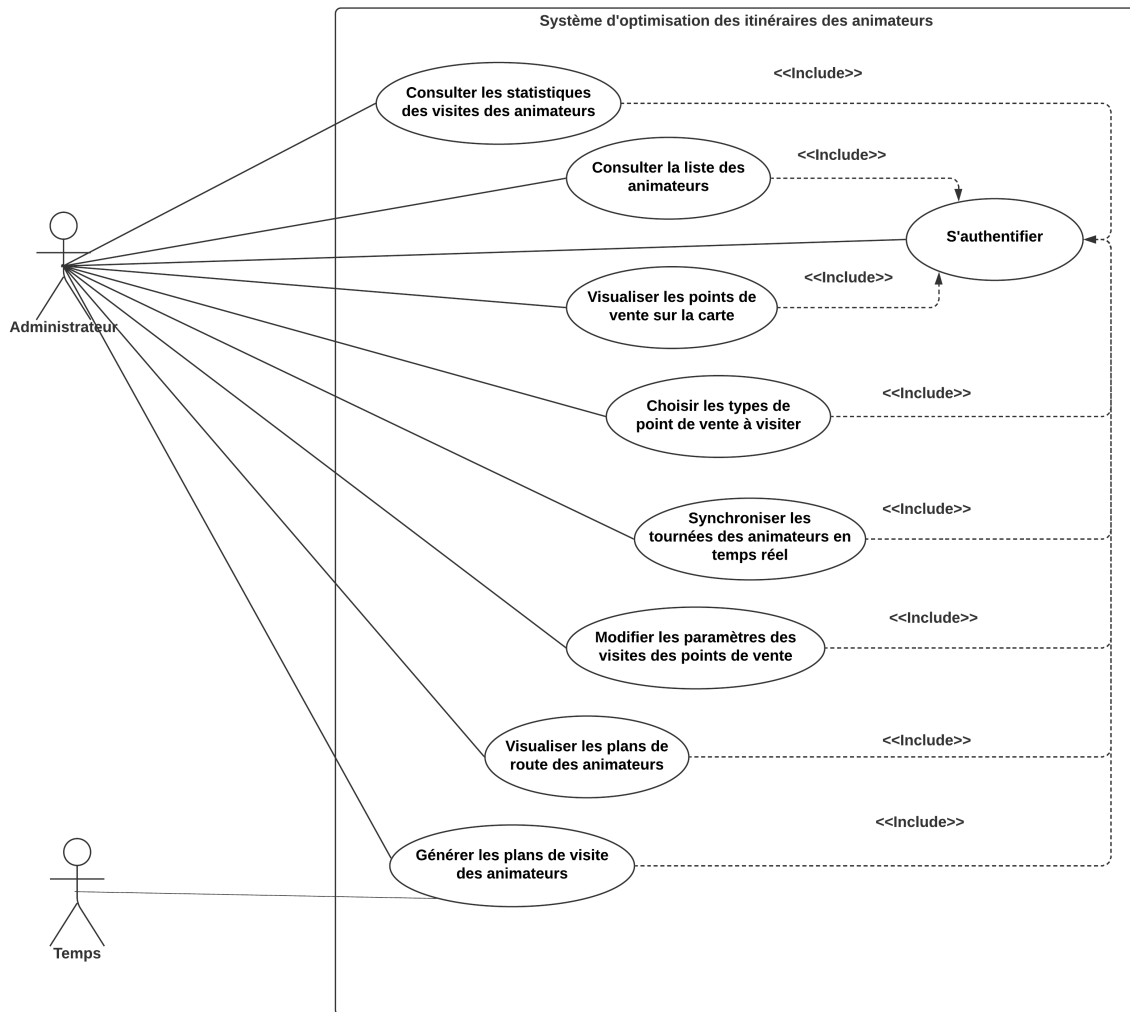 Système d'optimisation des itinéraires des animateurs
<<Include>>
Consulter les statistiques
des visites des animateurs
<<Include>>
Consulter la liste des
animateurs
S'authentifier
<<Include>>
Visualiser les points de
vente sur la carte
Administrateur
<<Include>>
Choisir les types de
point de vente à visiter
<<Include>>
Synchroniser les
tournées des animateurs en
temps réel
<<Include>>
Modifier les paramètres des
visites des points de vente
<<Include>>
Visualiser les plans de
route des animateurs
<<Include>>
Générer les plans de visite
des animateurs
Temps